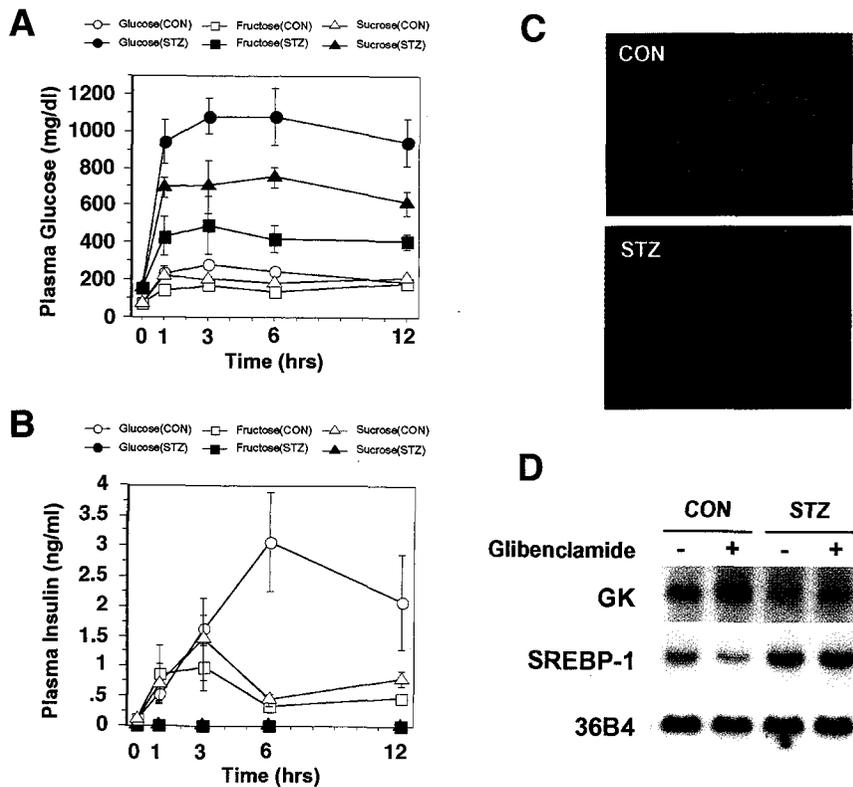 A
Glucose(CON) Fructose(CON) Sucrose(CON)
Glucose(STZ) Fructose(STZ) Sucrose(STZ)
Plasma Glucose (mg/dl)
1200
1000
800
600
400
200
0
0 1 3 6 12
Time (hrs)
B
Glucose(CON) Fructose(CON) Sucrose(CON)
Glucose(STZ) Fructose(STZ) Sucrose(STZ)
Plasma Insulin (ng/ml)
4
3.5
3
2.5
2
1.5
1
.5
0
0 1 3 6 12
Time (hrs)
C
CON
STZ
D
CON STZ
Glibenclamide - + - +
GK
SREBP-1
36B4